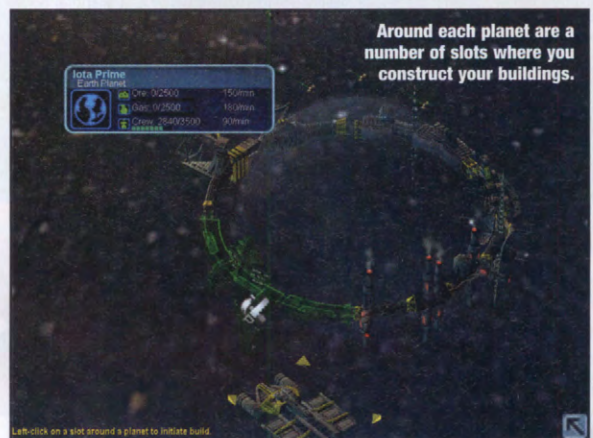 Around each planet are a
number of slots where you
construct your buildings.
Iota Prime
Earth Planet
Ore: 0/2500 150/min
Gas: 0/2500 180/min
Crew: 2840/3500 90/min
Left-click on a slot around a planet to initiate build.